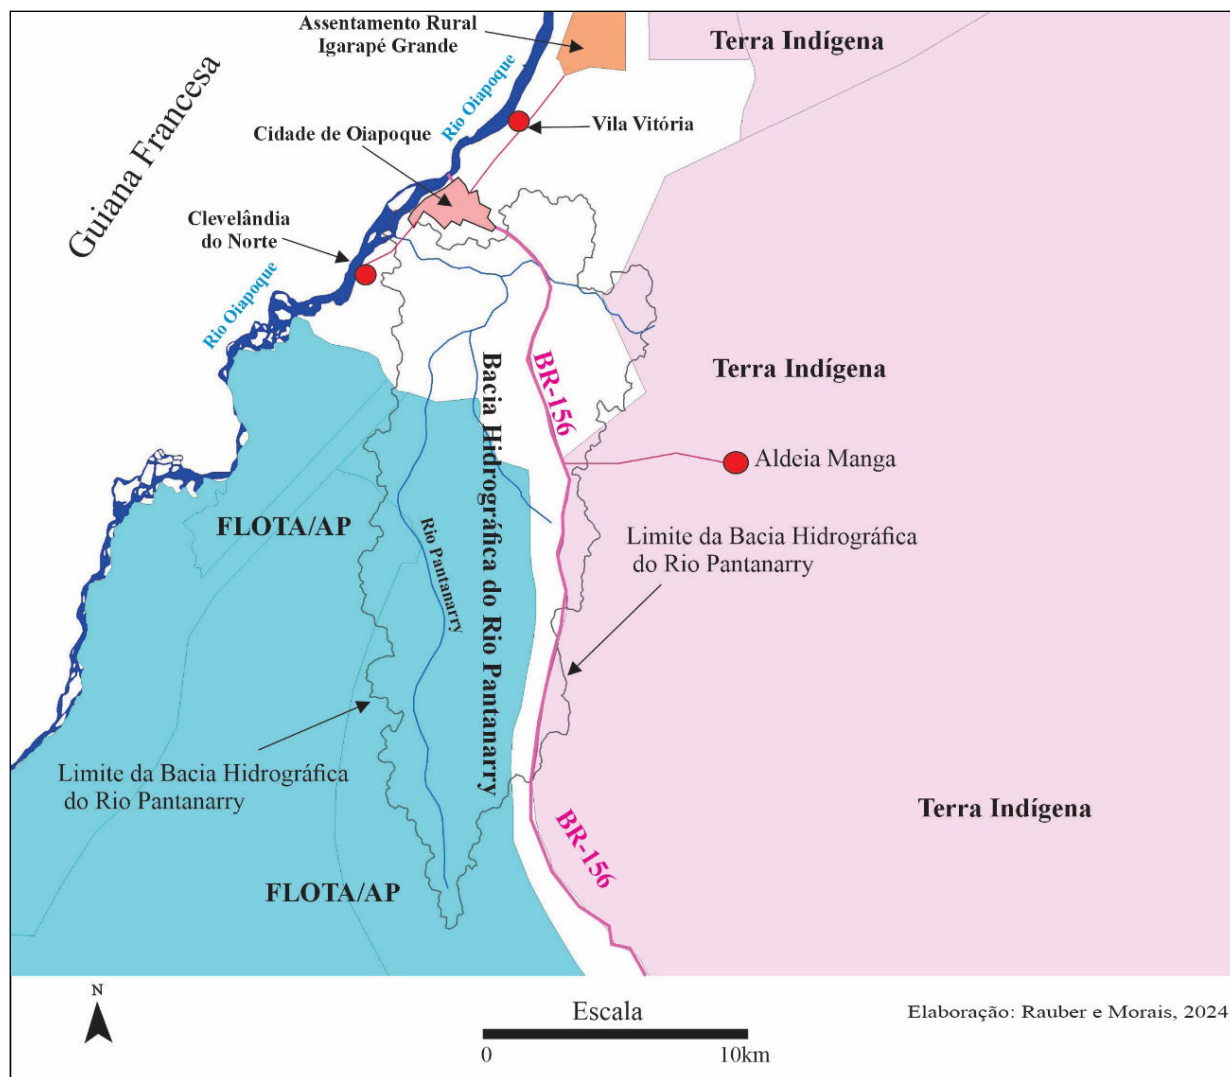 Assentamento Rural
Igarapé Grande
Terra Indígena
Rio Oiapoque
Vila Vitória
Cidade de Oiapoque
Guiana Francesa
Clevelândia
do Norte
Rio Oiapoque
Terra Indígena
BR-156
Bacia Hidrográfica do Rio Pantanarry
Aldeia Manga
FLOTA/AP
Rio Pantanarry
Limite da Bacia Hidrográfica
do Rio Pantanarry
Limite da Bacia Hidrográfica
do Rio Pantanarry
Terra Indígena
BR-156
FLOTA/AP
N
Escala
0 10km
Elaboração: Rauber e Morais, 2024